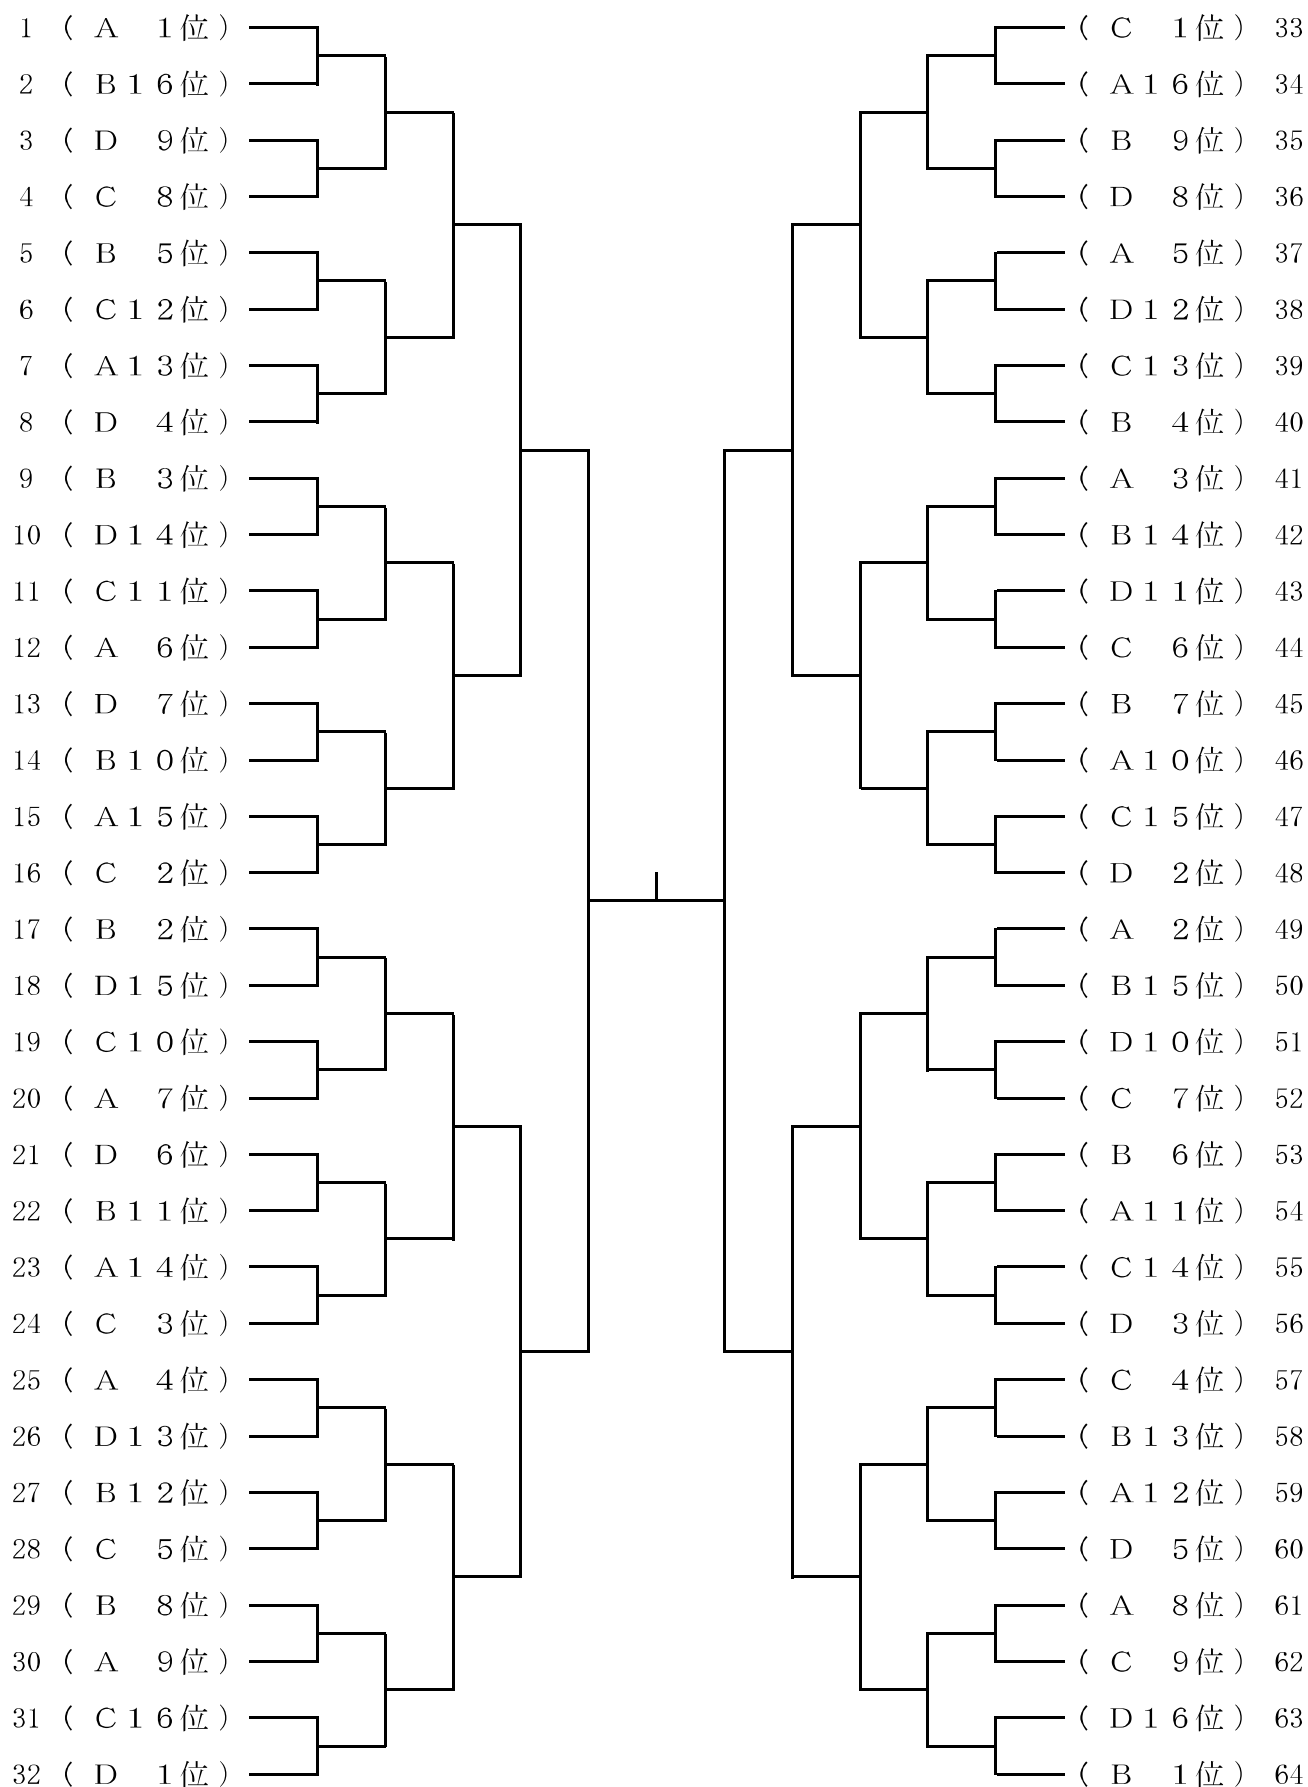 1 （ Ａ　１位） （ Ｃ　１位） 33
2 （ Ｂ１６位） （ Ａ１６位） 34
3 （ Ｄ　９位） （ Ｂ　９位） 35
4 （ Ｃ　８位） （ Ｄ　８位） 36
5 （ Ｂ　５位） （ Ａ　５位） 37
6 （ Ｃ１２位） （ Ｄ１２位） 38
7 （ Ａ１３位） （ Ｃ１３位） 39
8 （ Ｄ　４位） （ Ｂ　４位） 40
9 （ Ｂ　３位） （ Ａ　３位） 41
10 （ Ｄ１４位） （ Ｂ１４位） 42
11 （ Ｃ１１位） （ Ｄ１１位） 43
12 （ Ａ　６位） （ Ｃ　６位） 44
13 （ Ｄ　７位） （ Ｂ　７位） 45
14 （ Ｂ１０位） （ Ａ１０位） 46
15 （ Ａ１５位） （ Ｃ１５位） 47
16 （ Ｃ　２位） （ Ｄ　２位） 48
17 （ Ｂ　２位） （ Ａ　２位） 49
18 （ Ｄ１５位） （ Ｂ１５位） 50
19 （ Ｃ１０位） （ Ｄ１０位） 51
20 （ Ａ　７位） （ Ｃ　７位） 52
21 （ Ｄ　６位） （ Ｂ　６位） 53
22 （ Ｂ１１位） （ Ａ１１位） 54
23 （ Ａ１４位） （ Ｃ１４位） 55
24 （ Ｃ　３位） （ Ｄ　３位） 56
25 （ Ａ　４位） （ Ｃ　４位） 57
26 （ Ｄ１３位） （ Ｂ１３位） 58
27 （ Ｂ１２位） （ Ａ１２位） 59
28 （ Ｃ　５位） （ Ｄ　５位） 60
29 （ Ｂ　８位） （ Ａ　８位） 61
30 （ Ａ　９位） （ Ｃ　９位） 62
31 （ Ｃ１６位） （ Ｄ１６位） 63
32 （ Ｄ　１位） （ Ｂ　１位） 64